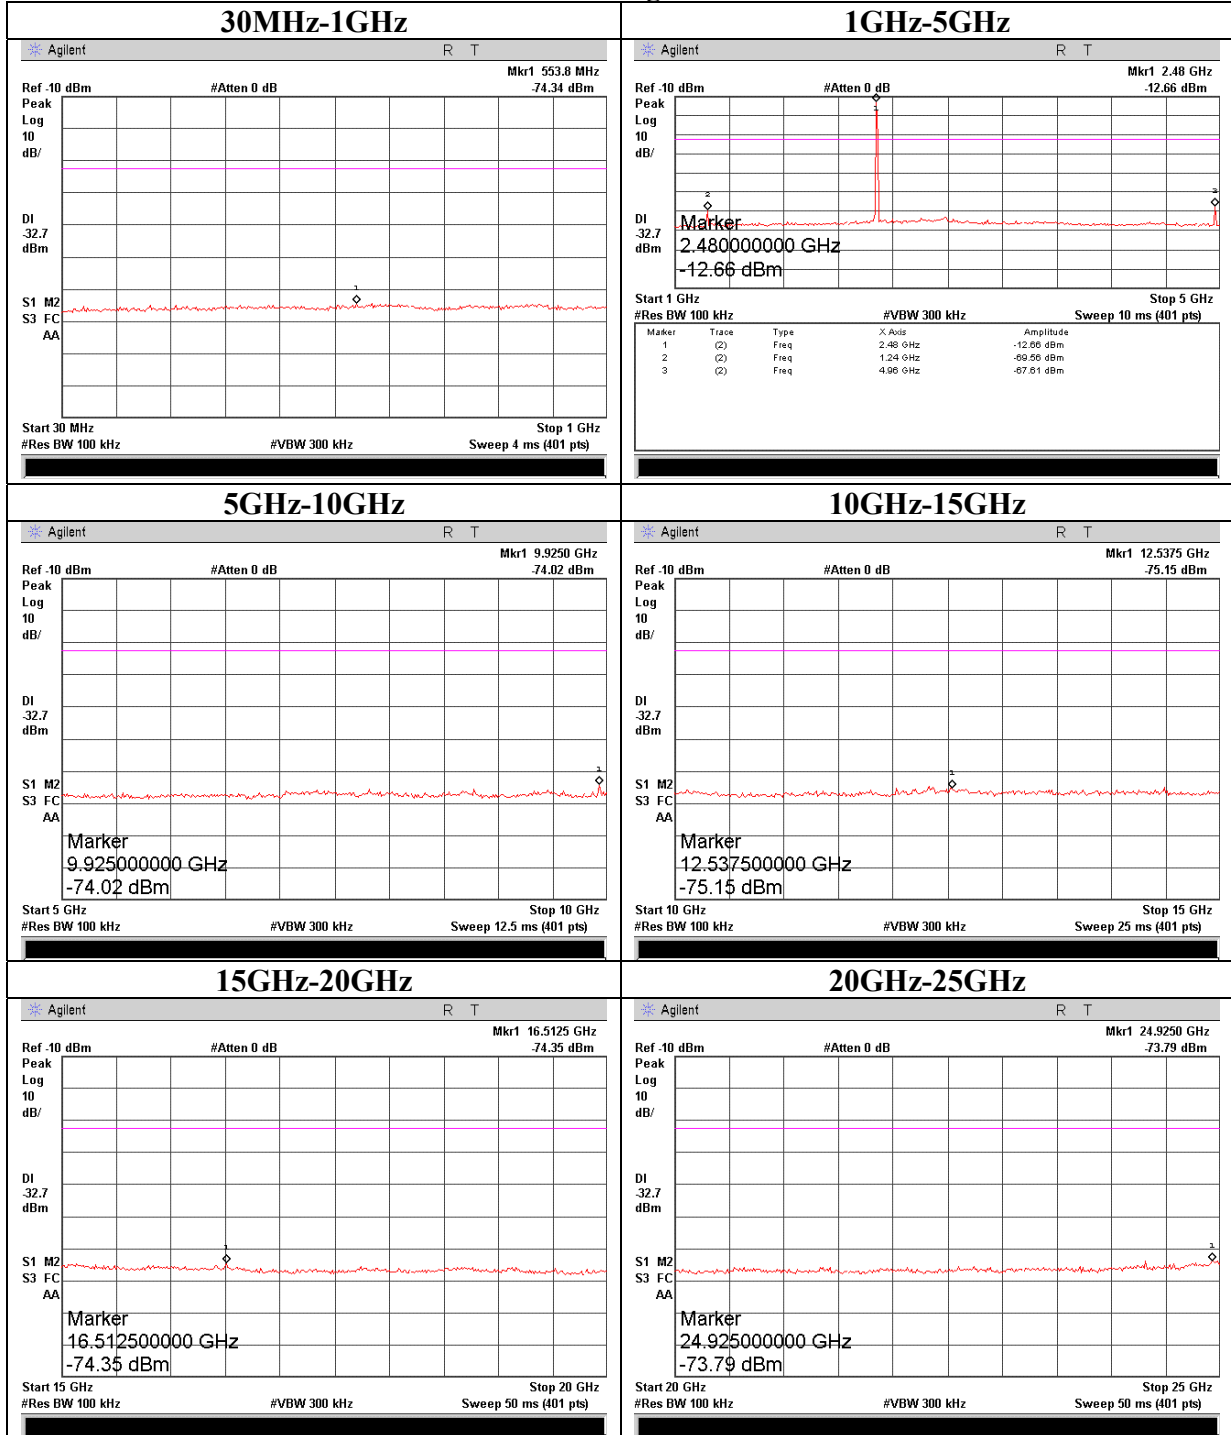 30MHz-1GHz
Agilent R T
Mkr1 553.8 MHz
Ref -10 dBm #Atten 0 dB -74.34 dBm
Peak
Log
10
dB/
DI
-32.7
dBm
S1 M2
S3 FC
AA
1
Start 30 MHz Stop 1 GHz
#Res BW 100 kHz #VBW 300 kHz Sweep 4 ms (401 pts)
1GHz-5GHz
Agilent R T
Mkr1 2.48 GHz
Ref -10 dBm #Atten 0 dB -12.66 dBm
Peak
Log
10
dB/
1
2
3
DI
-32.7
dBm
Marker
2.480000000 GHz
-12.66 dBm
Start 1 GHz Stop 5 GHz
#Res BW 100 kHz #VBW 300 kHz Sweep 10 ms (401 pts)
Marker Trace Type X Axis Amplitude
1 (2) Freq 2.48 GHz -12.66 dBm
2 (2) Freq 1.24 GHz -69.56 dBm
3 (2) Freq 4.96 GHz -67.61 dBm
5GHz-10GHz
Agilent R T
Mkr1 9.9250 GHz
Ref -10 dBm #Atten 0 dB -74.02 dBm
Peak
Log
10
dB/
DI
-32.7
dBm
1
S1 M2
S3 FC
AA
Marker
9.925000000 GHz
-74.02 dBm
Start 5 GHz Stop 10 GHz
#Res BW 100 kHz #VBW 300 kHz Sweep 12.5 ms (401 pts)
10GHz-15GHz
Agilent R T
Mkr1 12.5375 GHz
Ref -10 dBm #Atten 0 dB -75.15 dBm
Peak
Log
10
dB/
DI
-32.7
dBm
1
S1 M2
S3 FC
AA
Marker
12.537500000 GHz
-75.15 dBm
Start 10 GHz Stop 15 GHz
#Res BW 100 kHz #VBW 300 kHz Sweep 25 ms (401 pts)
15GHz-20GHz
Agilent R T
Mkr1 16.5125 GHz
Ref -10 dBm #Atten 0 dB -74.35 dBm
Peak
Log
10
dB/
DI
-32.7
dBm
1
S1 M2
S3 FC
AA
Marker
16.512500000 GHz
-74.35 dBm
Start 15 GHz Stop 20 GHz
#Res BW 100 kHz #VBW 300 kHz Sweep 50 ms (401 pts)
20GHz-25GHz
Agilent R T
Mkr1 24.9250 GHz
Ref -10 dBm #Atten 0 dB -73.79 dBm
Peak
Log
10
dB/
DI
-32.7
dBm
1
S1 M2
S3 FC
AA
Marker
24.925000000 GHz
-73.79 dBm
Start 20 GHz Stop 25 GHz
#Res BW 100 kHz #VBW 300 kHz Sweep 50 ms (401 pts)